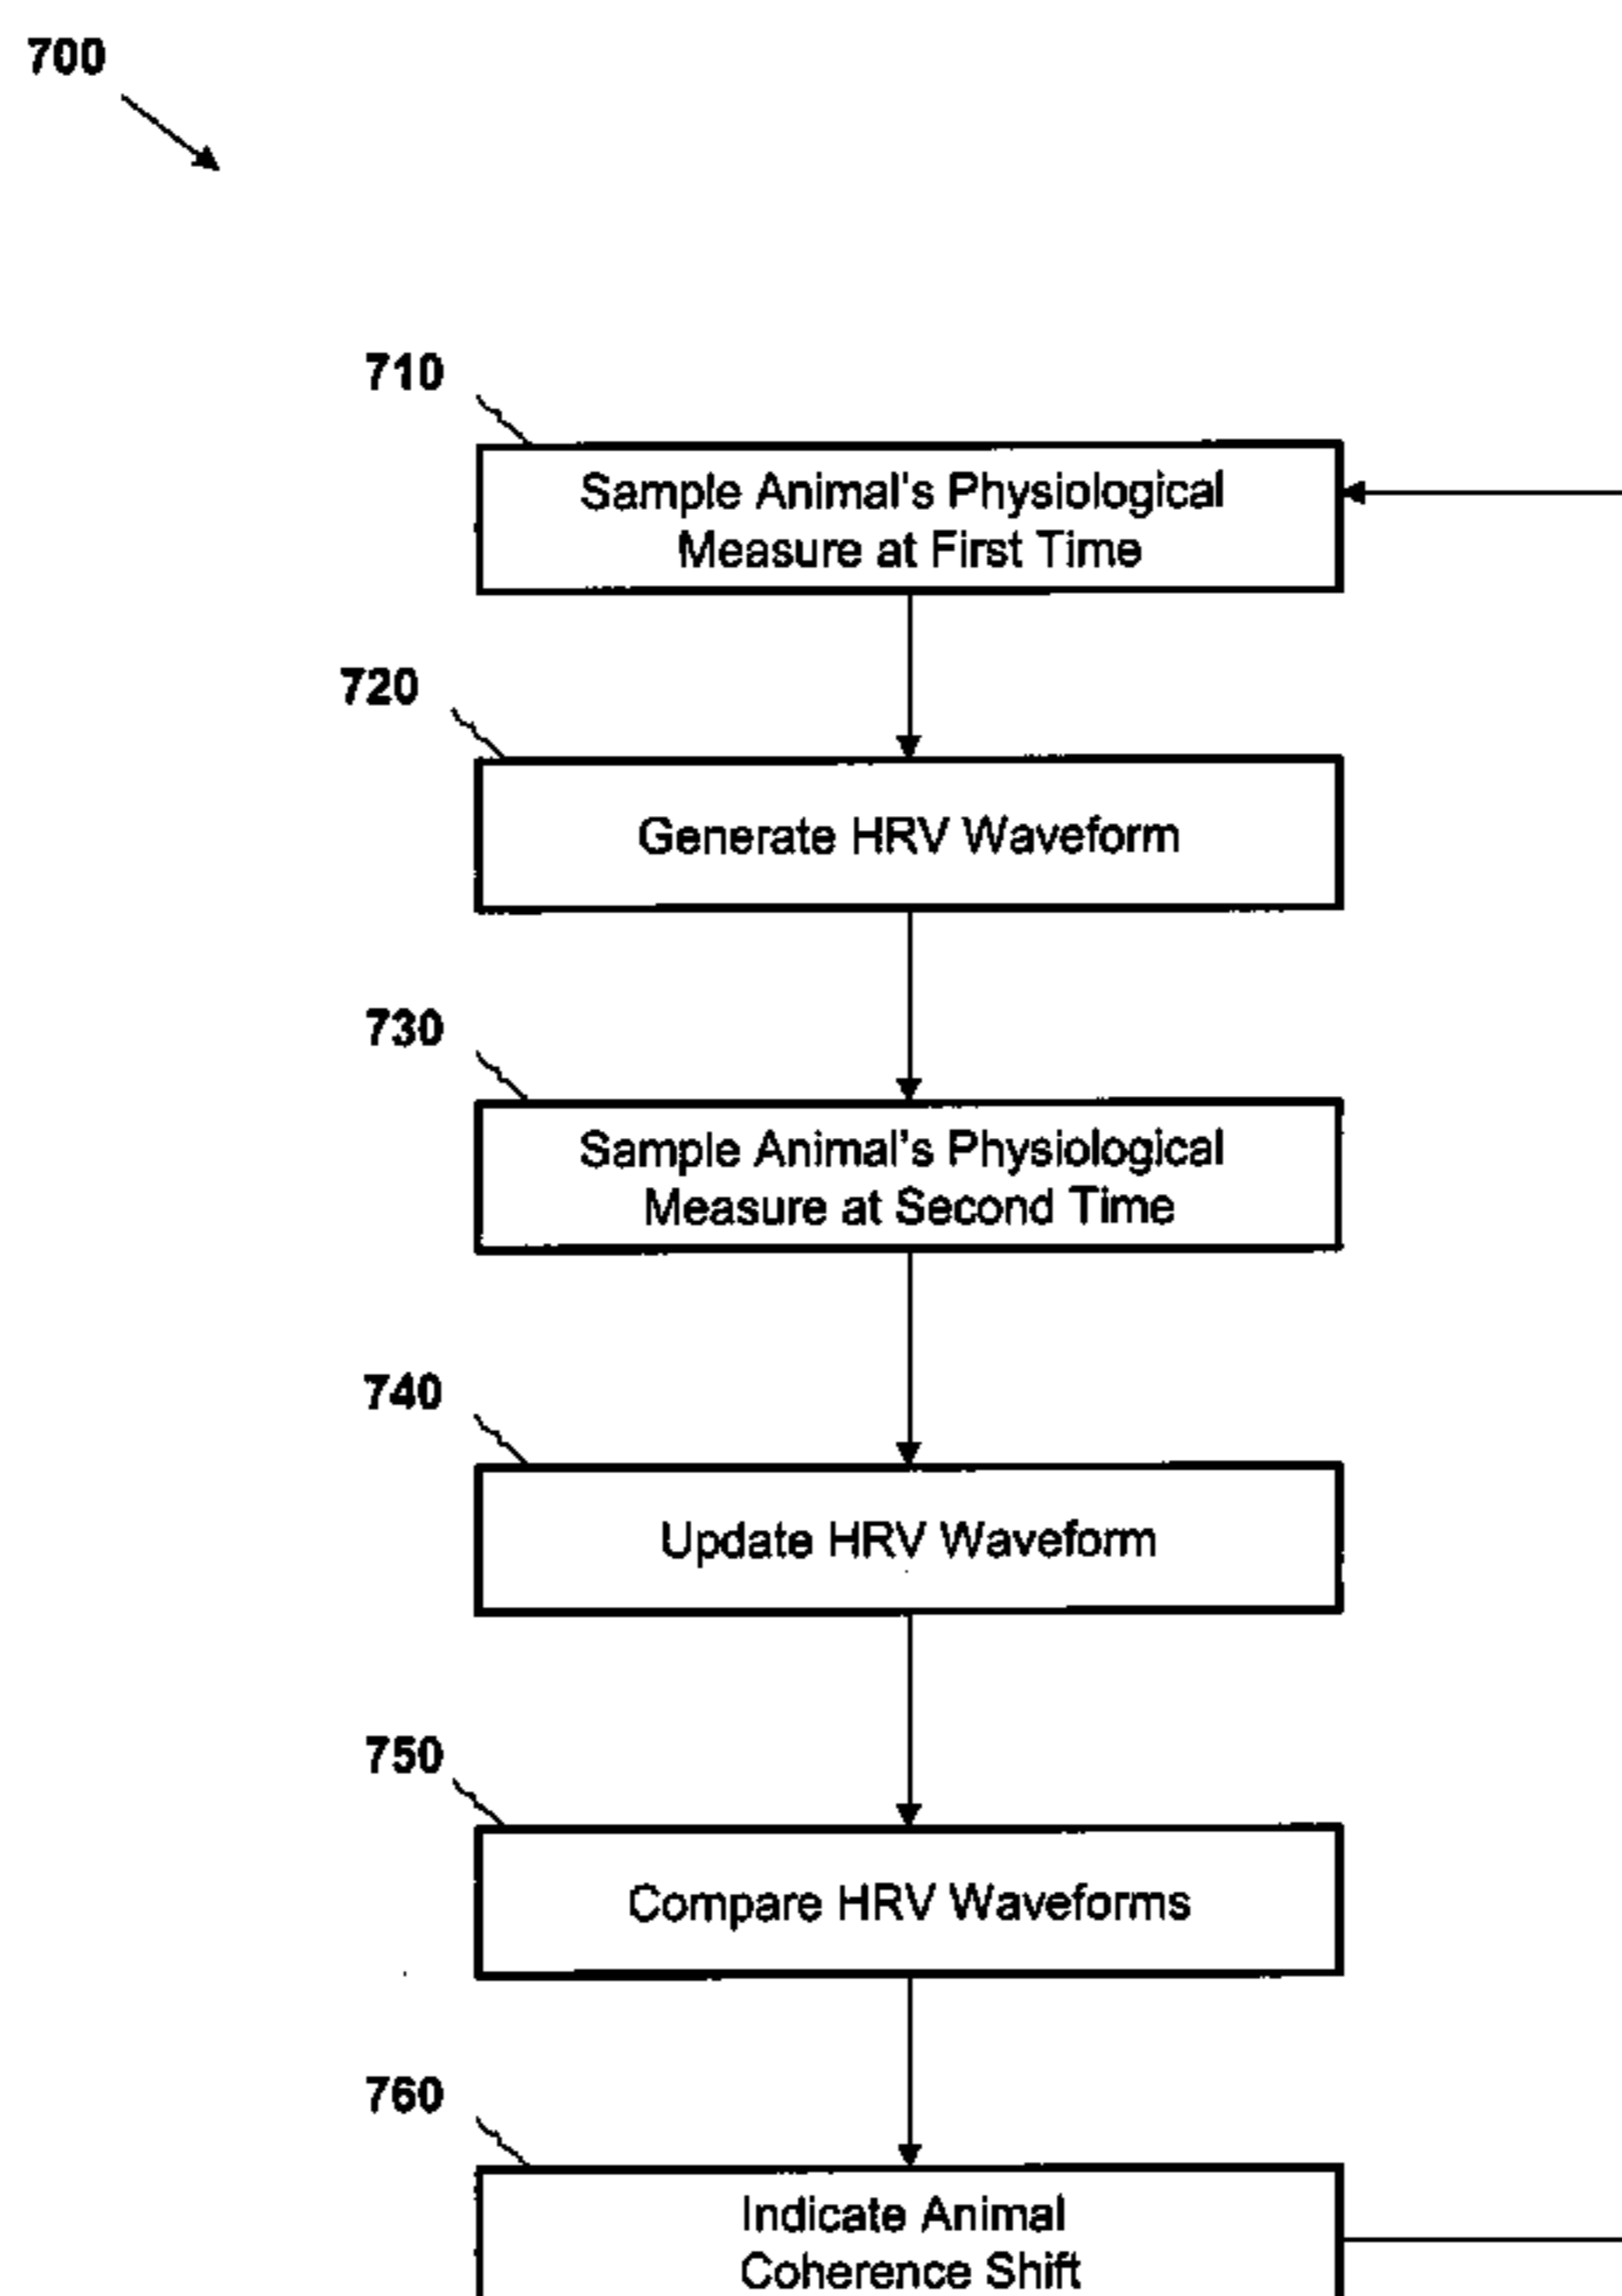 700
710
Sample Animal's Physiological
Measure at First Time
720
Generate HRV Waveform
730
Sample Animal's Physiological
Measure at Second Time
740
Update HRV Waveform
750
Compare HRV Waveforms
760
Indicate Animal
Coherence Shift